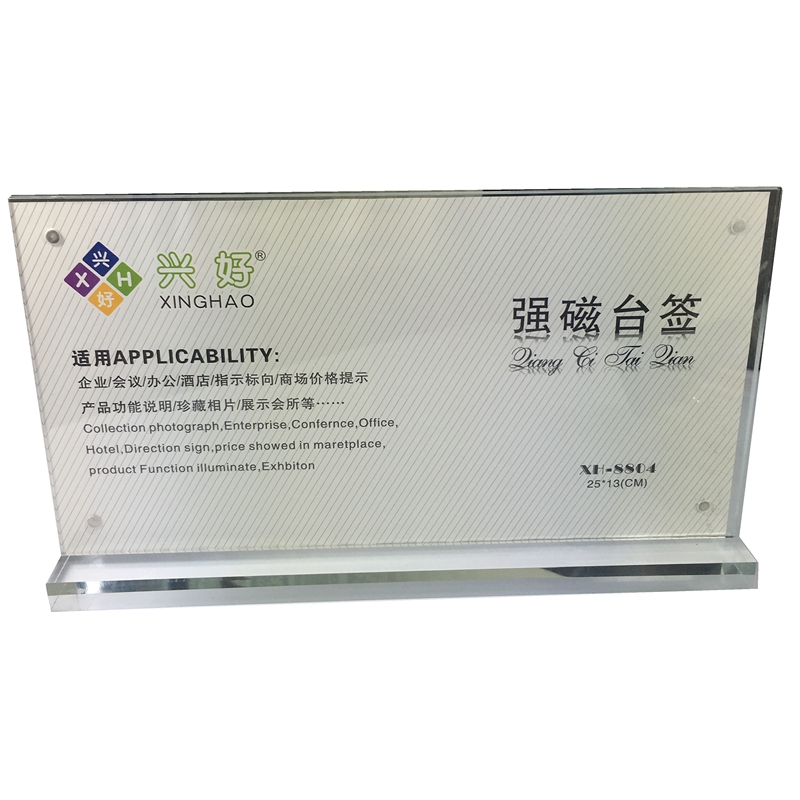 兴
X H
好
兴好®
XINGHAO
强磁台签
Qiang Ci Tai Qian
适用APPLICABILITY:
企业/会议/办公/酒店/指示标向/商场价格提示
产品功能说明/珍藏相片/展示会所等……
Collection photograph,Enterprise,Confernce,Office,
Hotel,Direction sign,price showed in maretplace,
product Function illuminate,Exhbiton
XH-8804
25*13(CM)